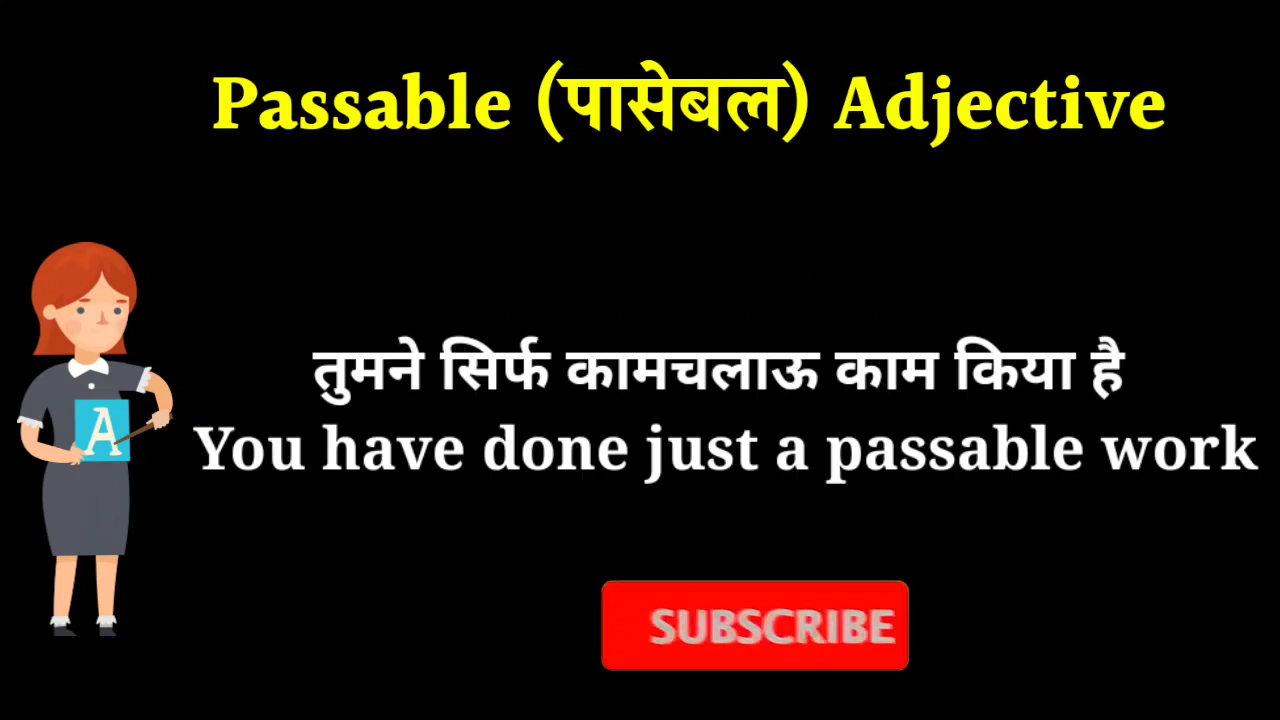 Passable (पासेबल) Adjective
तुमने सिर्फ कामचलाऊ काम किया है
You have done just a passable work
A
SUBSCRIBE